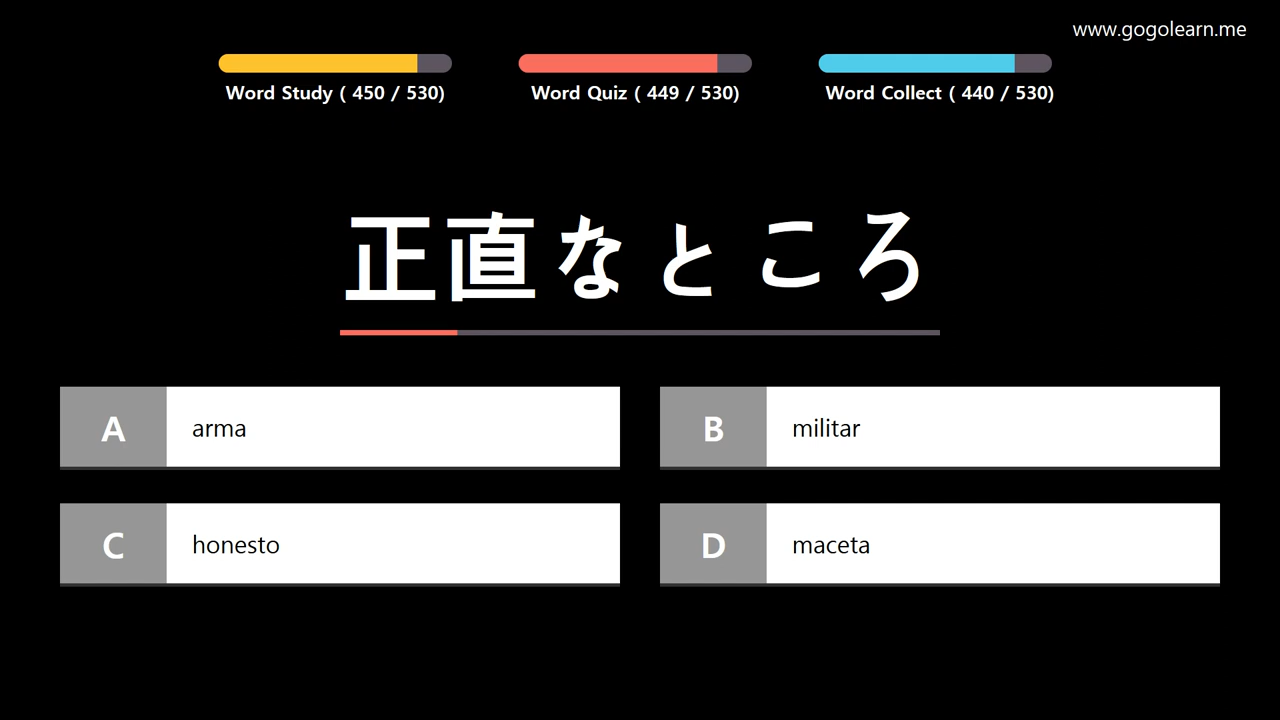 www.gogolearn.me
Word Study ( 450 / 530)
Word Quiz ( 449 / 530)
Word Collect ( 440 / 530)
正直なところ
A arma
B militar
C honesto
D maceta